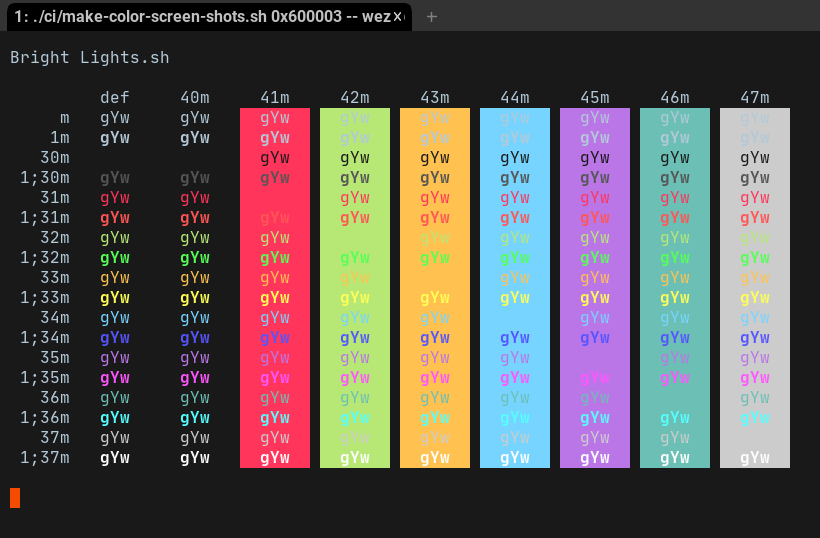 1: ./ci/make-color-screen-shots.sh 0x600003 -- wez
Bright Lights.sh
def 40m 41m 42m 43m 44m 45m 46m 47m
m gYw gYw gYw gYw gYw gYw gYw gYw gYw
1m gYw gYw gYw gYw gYw gYw gYw gYw gYw
30m gYw gYw gYw gYw gYw gYw gYw
1;30m gYw gYw gYw gYw gYw gYw gYw gYw gYw
31m gYw gYw gYw gYw gYw gYw gYw gYw
1;31m gYw gYw gYw gYw gYw gYw gYw gYw gYw
32m gYw gYw gYw gYw gYw gYw gYw gYw
1;32m gYw gYw gYw gYw gYw gYw gYw gYw gYw
33m gYw gYw gYw gYw gYw gYw gYw gYw
1;33m gYw gYw gYw gYw gYw gYw gYw gYw gYw
34m gYw gYw gYw gYw gYw gYw gYw gYw
1;34m gYw gYw gYw gYw gYw gYw gYw gYw gYw
35m gYw gYw gYw gYw gYw gYw gYw gYw
1;35m gYw gYw gYw gYw gYw gYw gYw gYw gYw
36m gYw gYw gYw gYw gYw gYw gYw gYw
1;36m gYw gYw gYw gYw gYw gYw gYw gYw gYw
37m gYw gYw gYw gYw gYw gYw gYw gYw
1;37m gYw gYw gYw gYw gYw gYw gYw gYw gYw